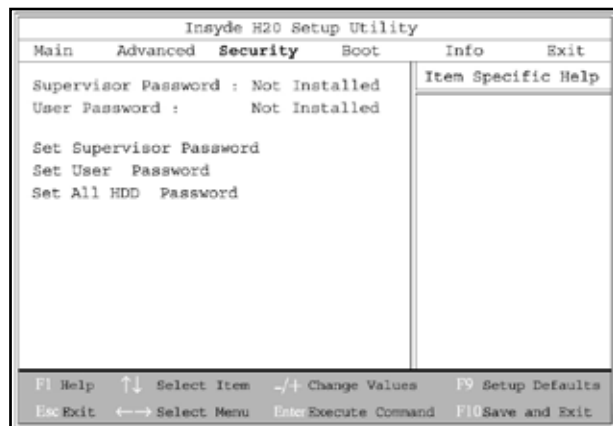 Insyde H20 Setup Utility
Main Advanced Security Boot Info Exit
Supervisor Password : Not Installed
User Password : Not Installed
Set Supervisor Password
Set User Password
Set All HDD Password
Item Specific Help
F1 Help ↑↓ Select Item -/+ Change Values F9 Setup Defaults
Esc Exit ←→ Select Menu Enter Execute Command F10 Save and Exit